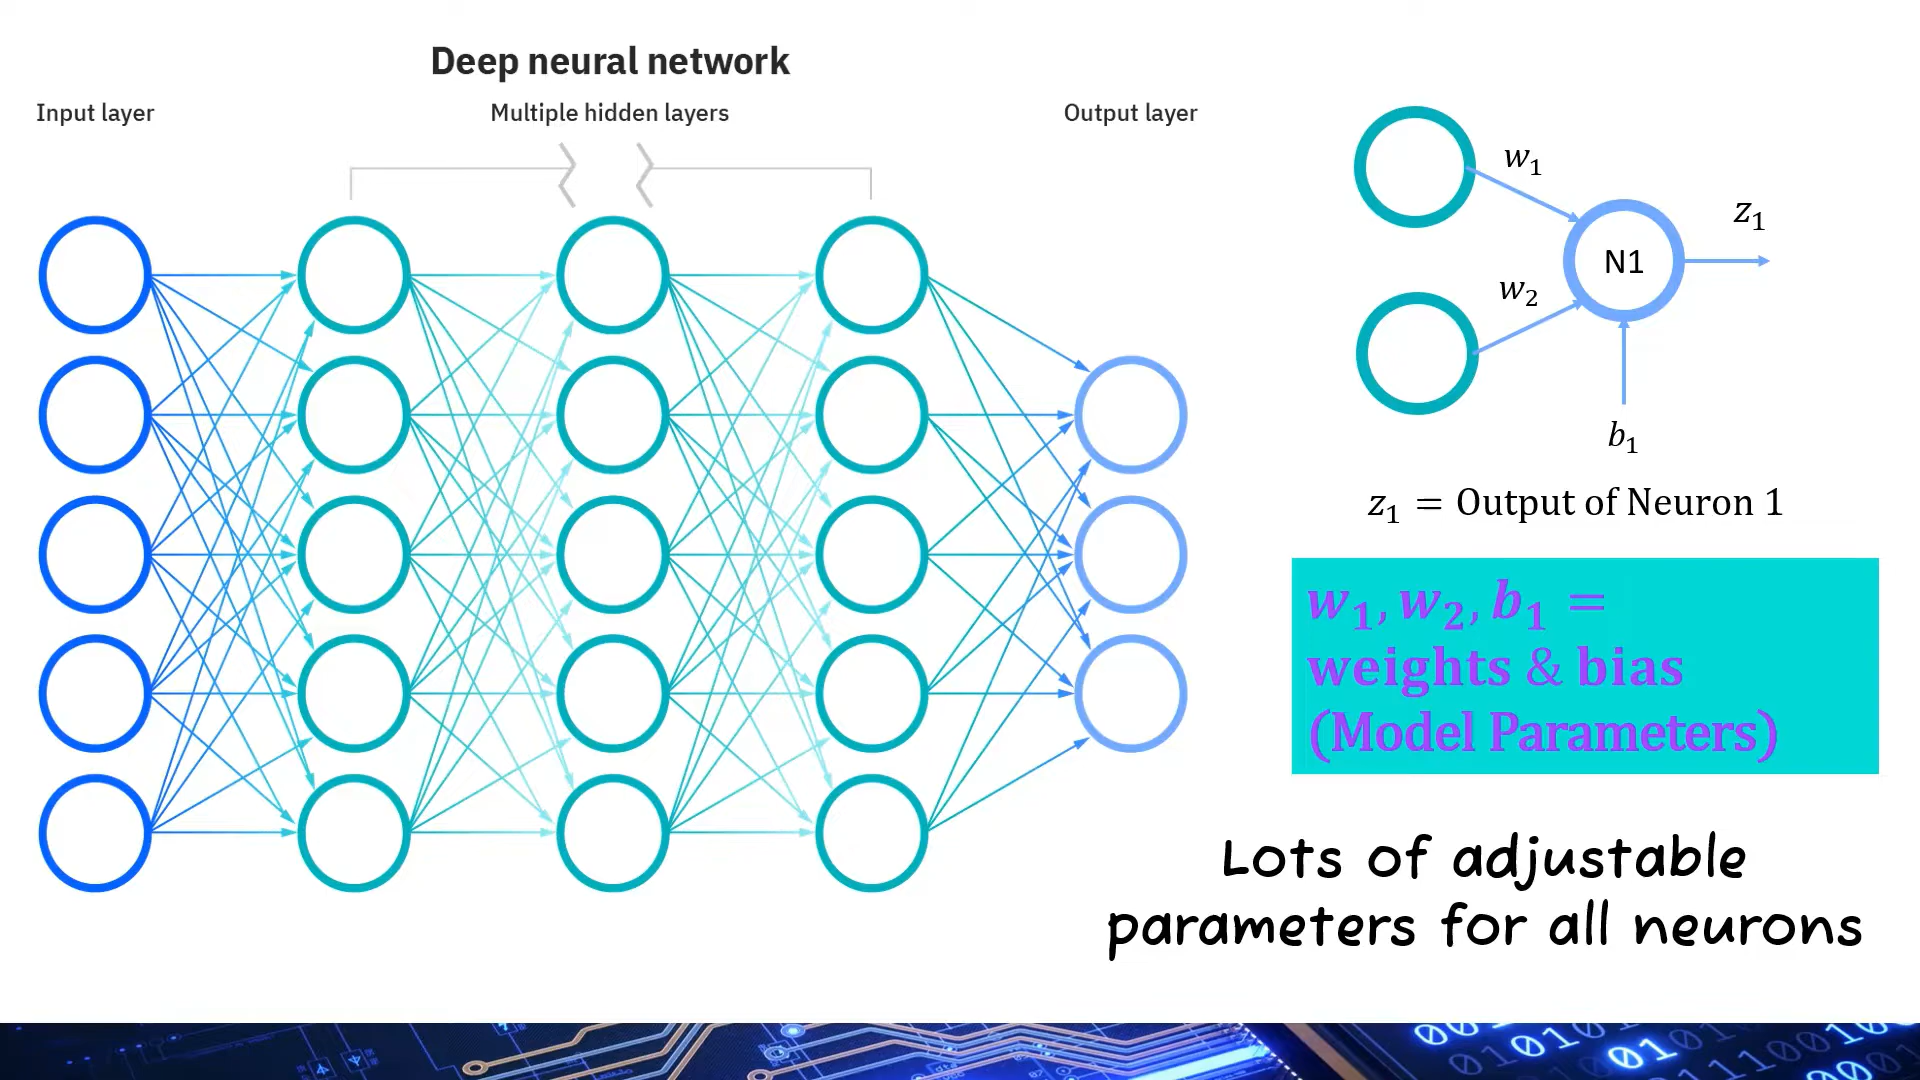 Deep neural network
Input layer
Multiple hidden layers
Output layer
w₁
z₁
N1
w₂
b₁
z₁ = Output of Neuron 1
w₁, w₂, b₁ =
weights & bias
(Model Parameters)
Lots of adjustable
parameters for all neurons